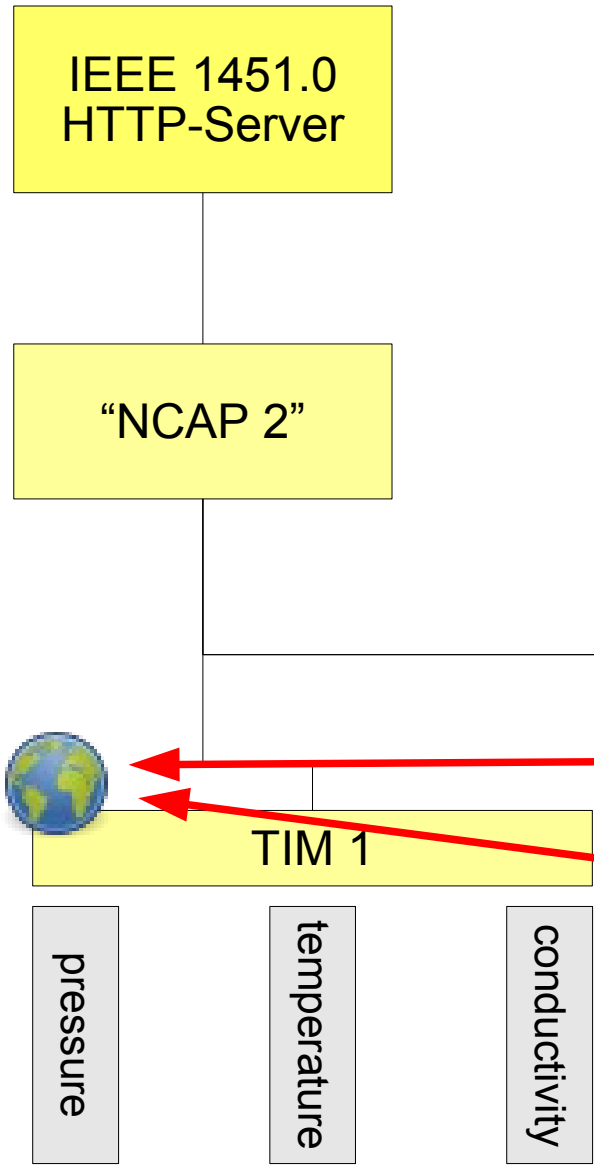 IEEE 1451.0
HTTP-Server
“NCAP 2”
TIM 1
pressure
temperature
conductivity